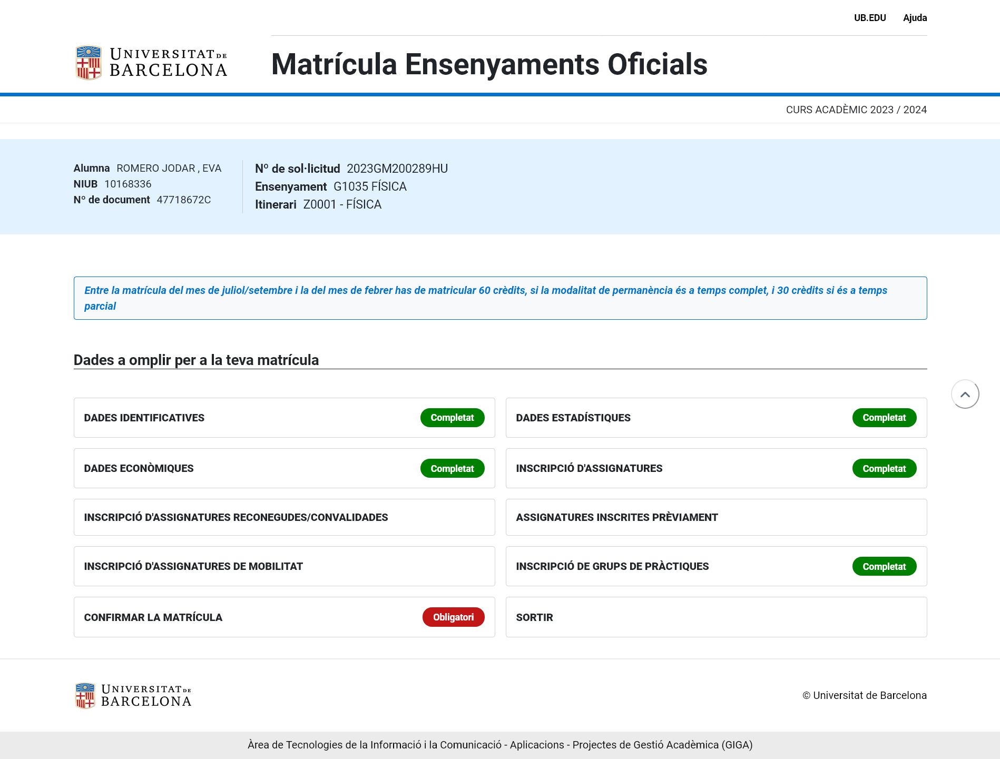 UB.EDU Ajuda
UNIVERSITAT DE
BARCELONA
Matrícula Ensenyaments Oficials
CURS ACADÈMIC 2023 / 2024
Alumna ROMERO JODAR , EVA
NIUB 10168336
Nº de document 47718672C
Nº de sol·licitud 2023GM200289HU
Ensenyament G1035 FÍSICA
Itinerari Z0001 - FÍSICA
Entre la matrícula del mes de juliol/setembre i la del mes de febrer has de matricular 60 crèdits, si la modalitat de permanència és a temps complet, i 30 crèdits si és a temps
parcial
Dades a omplir per a la teva matrícula
DADES IDENTIFICATIVES Completat
DADES ESTADÍSTIQUES Completat
DADES ECONÒMIQUES Completat
INSCRIPCIÓ D'ASSIGNATURES Completat
INSCRIPCIÓ D'ASSIGNATURES RECONEGUDES/CONVALIDADES
ASSIGNATURES INSCRITES PRÈVIAMENT
INSCRIPCIÓ D'ASSIGNATURES DE MOBILITAT
INSCRIPCIÓ DE GRUPS DE PRÀCTIQUES Completat
CONFIRMAR LA MATRÍCULA Obligatori
SORTIR
UNIVERSITAT DE
BARCELONA
© Universitat de Barcelona
Àrea de Tecnologies de la Informació i la Comunicació - Aplicacions - Projectes de Gestió Acadèmica (GIGA)